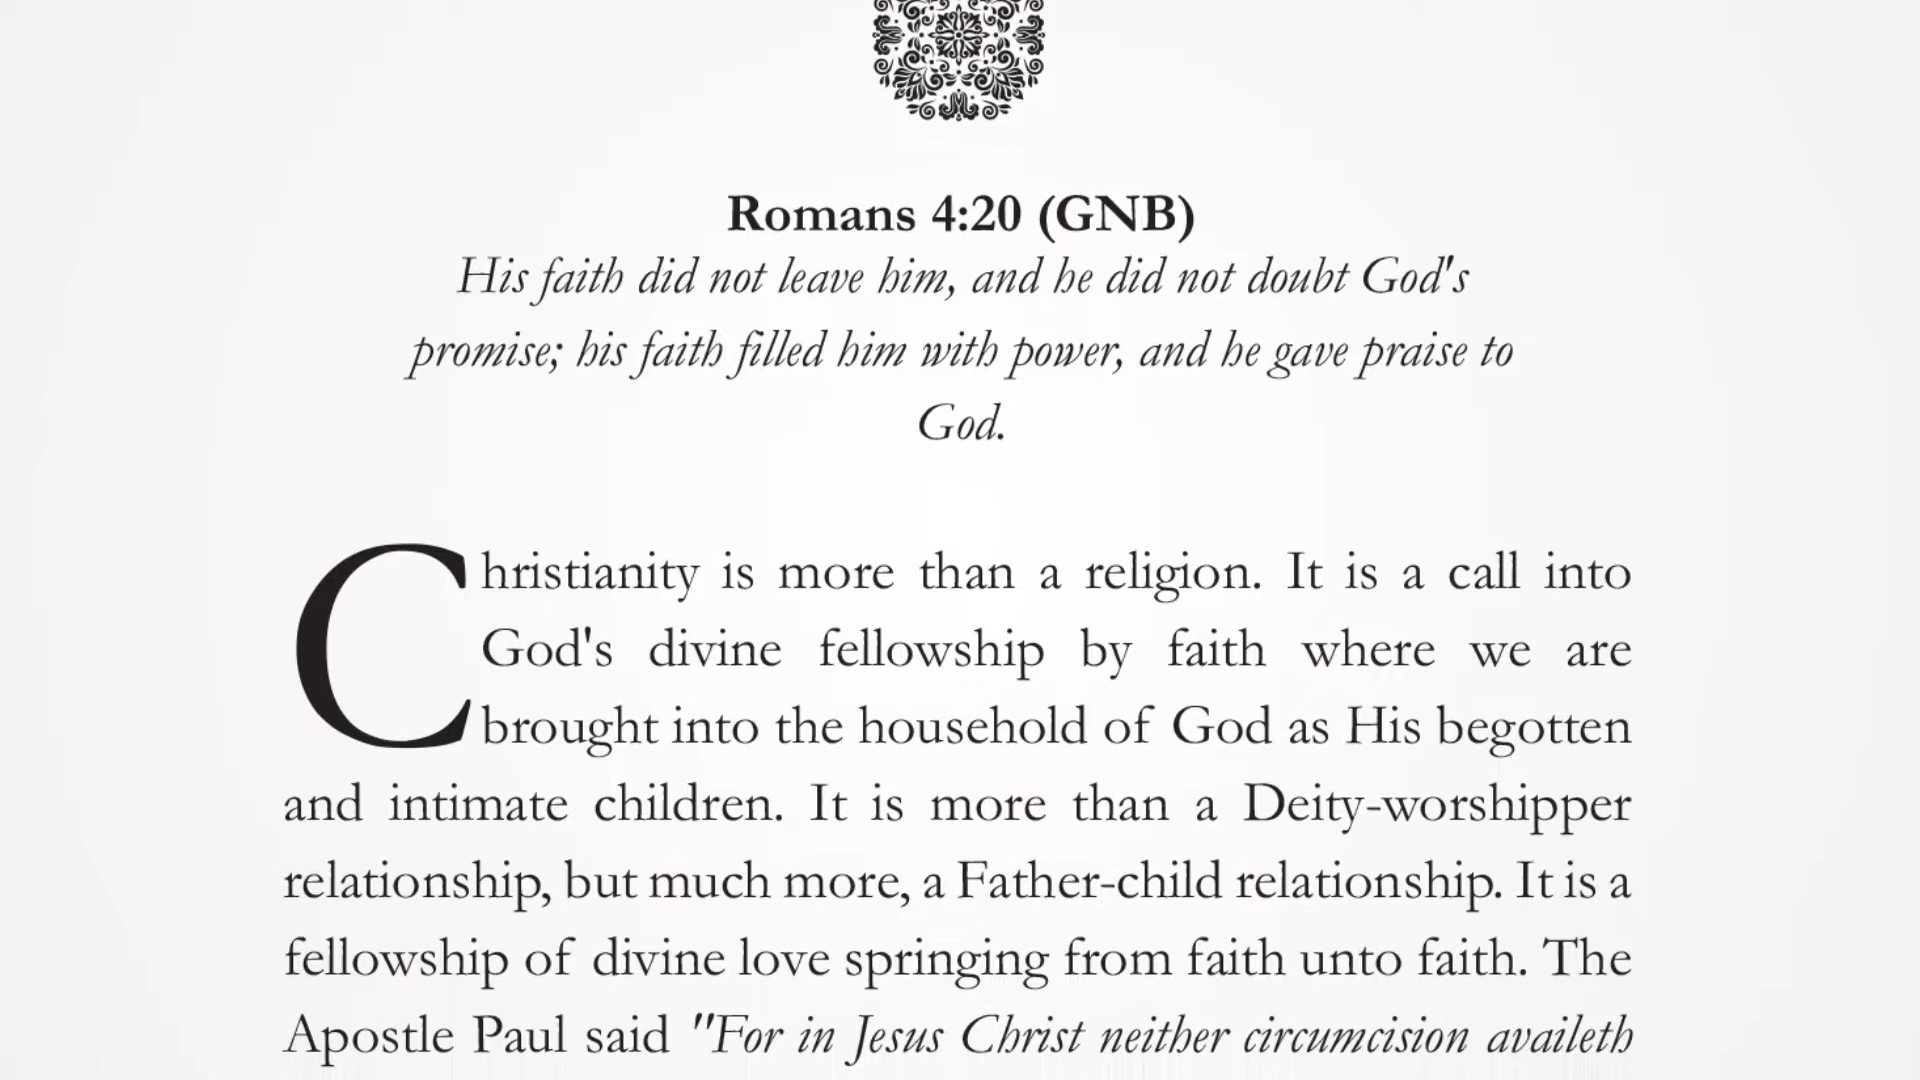 Romans 4:20 (GNB)
His faith did not leave him, and he did not doubt God's
promise; his faith filled him with power, and he gave praise to
God.
Christianity is more than a religion. It is a call into
God's divine fellowship by faith where we are
brought into the household of God as His begotten
and intimate children. It is more than a Deity-worshipper
relationship, but much more, a Father-child relationship. It is a
fellowship of divine love springing from faith unto faith. The
Apostle Paul said "For in Jesus Christ neither circumcision availeth